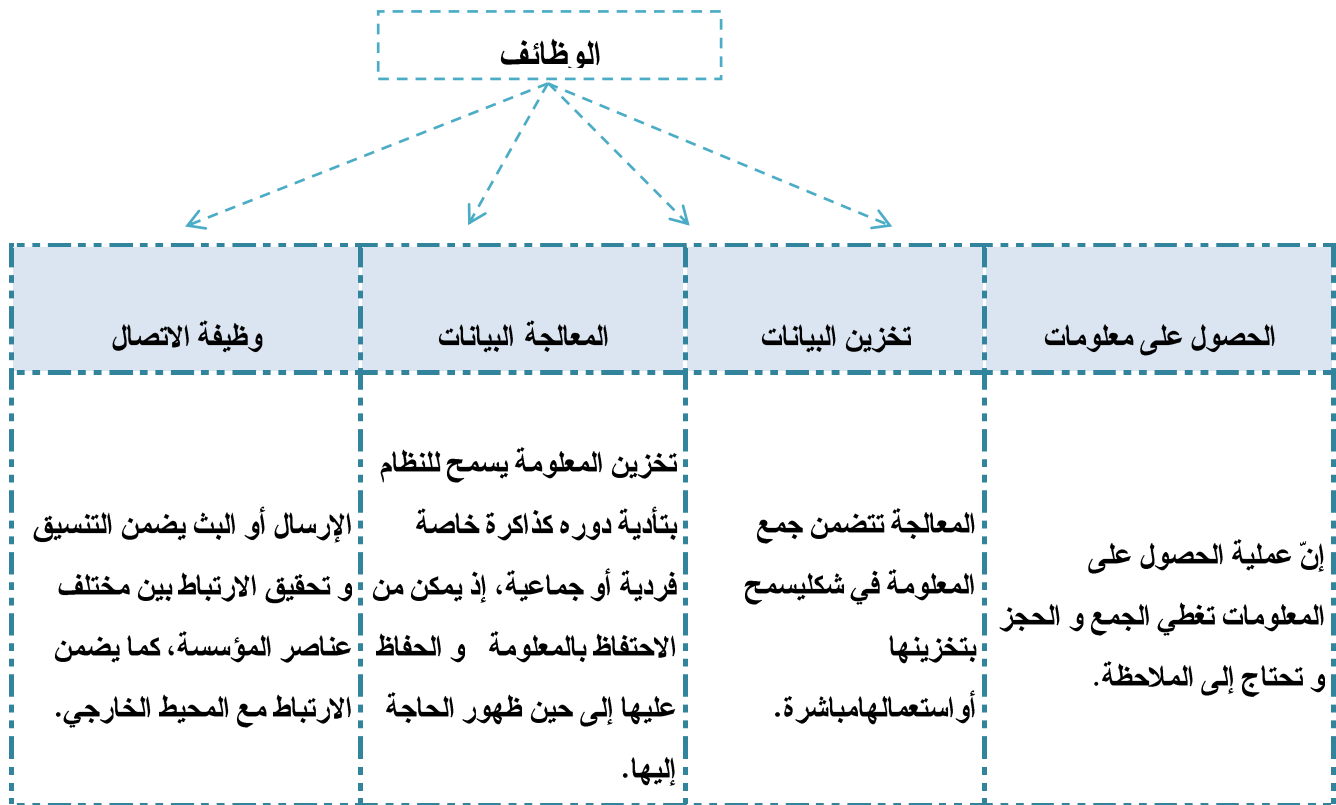 الوظائف
الحصول على معلومات
تخزين البيانات
المعالجة البيانات
وظيفة الاتصال
إنّ عملية الحصول على
المعلومات تغطي الجمع و الحجز
و تحتاج إلى الملاحظة.
المعالجة تتضمن جمع
المعلومة في شكليسمح
بتخزينها
أواستعمالهامباشرة.
تخزين المعلومة يسمح للنظام
بتأدية دوره كذاكرة خاصة
فردية أو جماعية، إذ يمكن من
الاحتفاظ بالمعلومة و الحفاظ
عليها إلى حين ظهور الحاجة
إليها.
الإرسال أو البث يضمن التنسيق
و تحقيق الارتباط بين مختلف
عناصر المؤسسة، كما يضمن
الارتباط مع المحيط الخارجي.